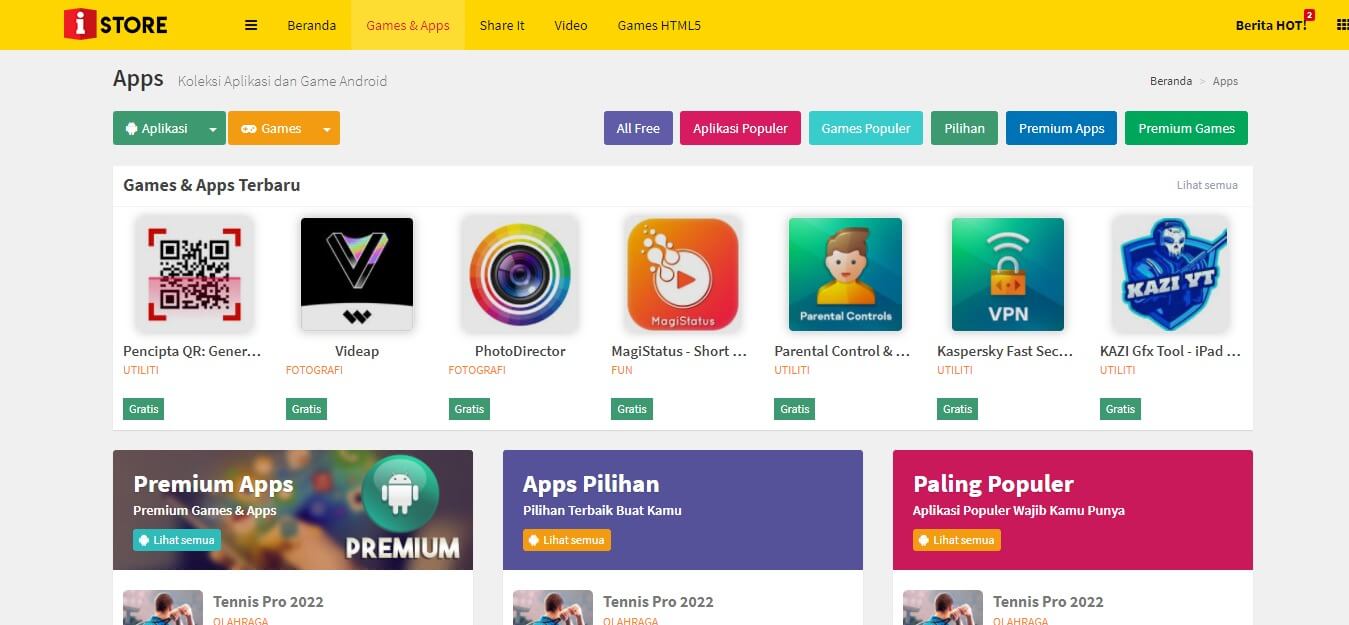 i STORE
Beranda Games & Apps Share It Video Games HTML5 Berita HOT! 2
Apps Koleksi Aplikasi dan Game Android Beranda > Apps
Aplikasi Games All Free Aplikasi Populer Games Populer Pilihan Premium Apps Premium Games
Games & Apps Terbaru Lihat semua
MagiStatus Parental Controls VPN KAZI YT
Pencipta QR: Gener... Videap PhotoDirector MagiStatus - Short ... Parental Control & ... Kaspersky Fast Sec... KAZI Gfx Tool - iPad ...
UTILITI FOTOGRAFI FOTOGRAFI FUN UTILITI UTILITI UTILITI
Gratis Gratis Gratis Gratis Gratis Gratis Gratis
Premium Apps
Premium Games & Apps
Lihat semua
PREMIUM
Apps Pilihan
Pilihan Terbaik Buat Kamu
Lihat semua
Paling Populer
Aplikasi Populer Wajib Kamu Punya
Lihat semua
Tennis Pro 2022 Tennis Pro 2022 Tennis Pro 2022
OLAHRAGA OLAHRAGA OLAHRAGA